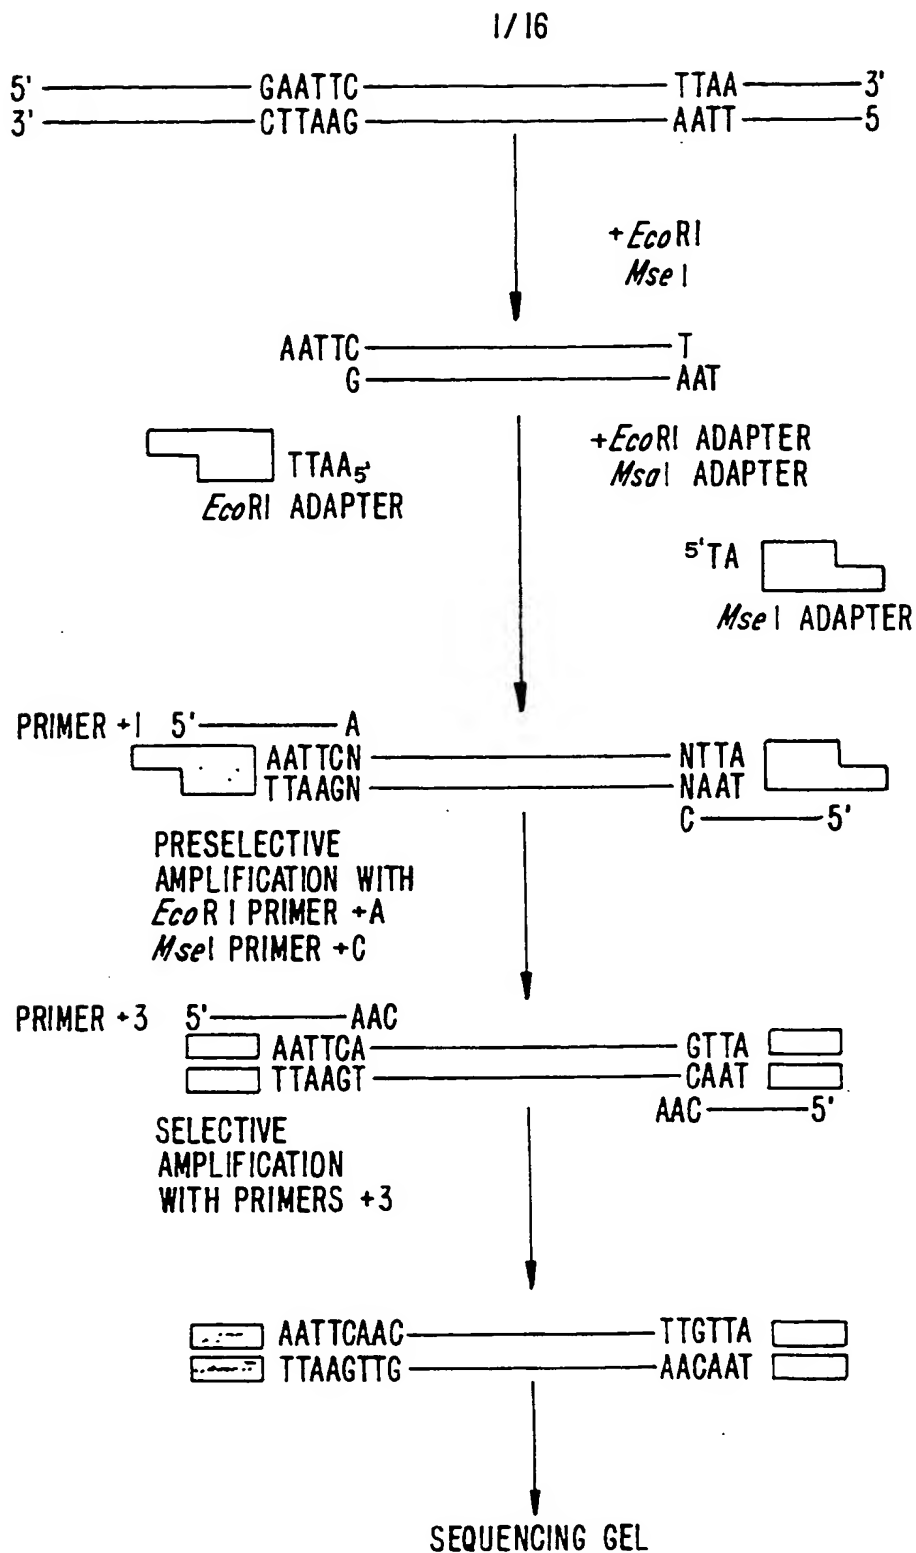 1/16
5' GAATTC TTAA 3'
3' CTTAAG AATT 5
+EcoRI
MseI
AATTC T
G AAT
+EcoRI ADAPTER
MsaI ADAPTER
TTAA5'
EcoRI ADAPTER
5'TA
MseI ADAPTER
PRIMER +1 5' A
AATTCN NTTA
TTAAGN NAAT
C 5'
PRESELECTIVE
AMPLIFICATION WITH
EcoRI PRIMER +A
MseI PRIMER +C
PRIMER +3 5' AAC
AATTCA GTTA
TTAAGT CAAT
AAC 5'
SELECTIVE
AMPLIFICATION
WITH PRIMERS +3
AATTCAAC TTGTTA
TTAAGTTG AACAAT
SEQUENCING GEL